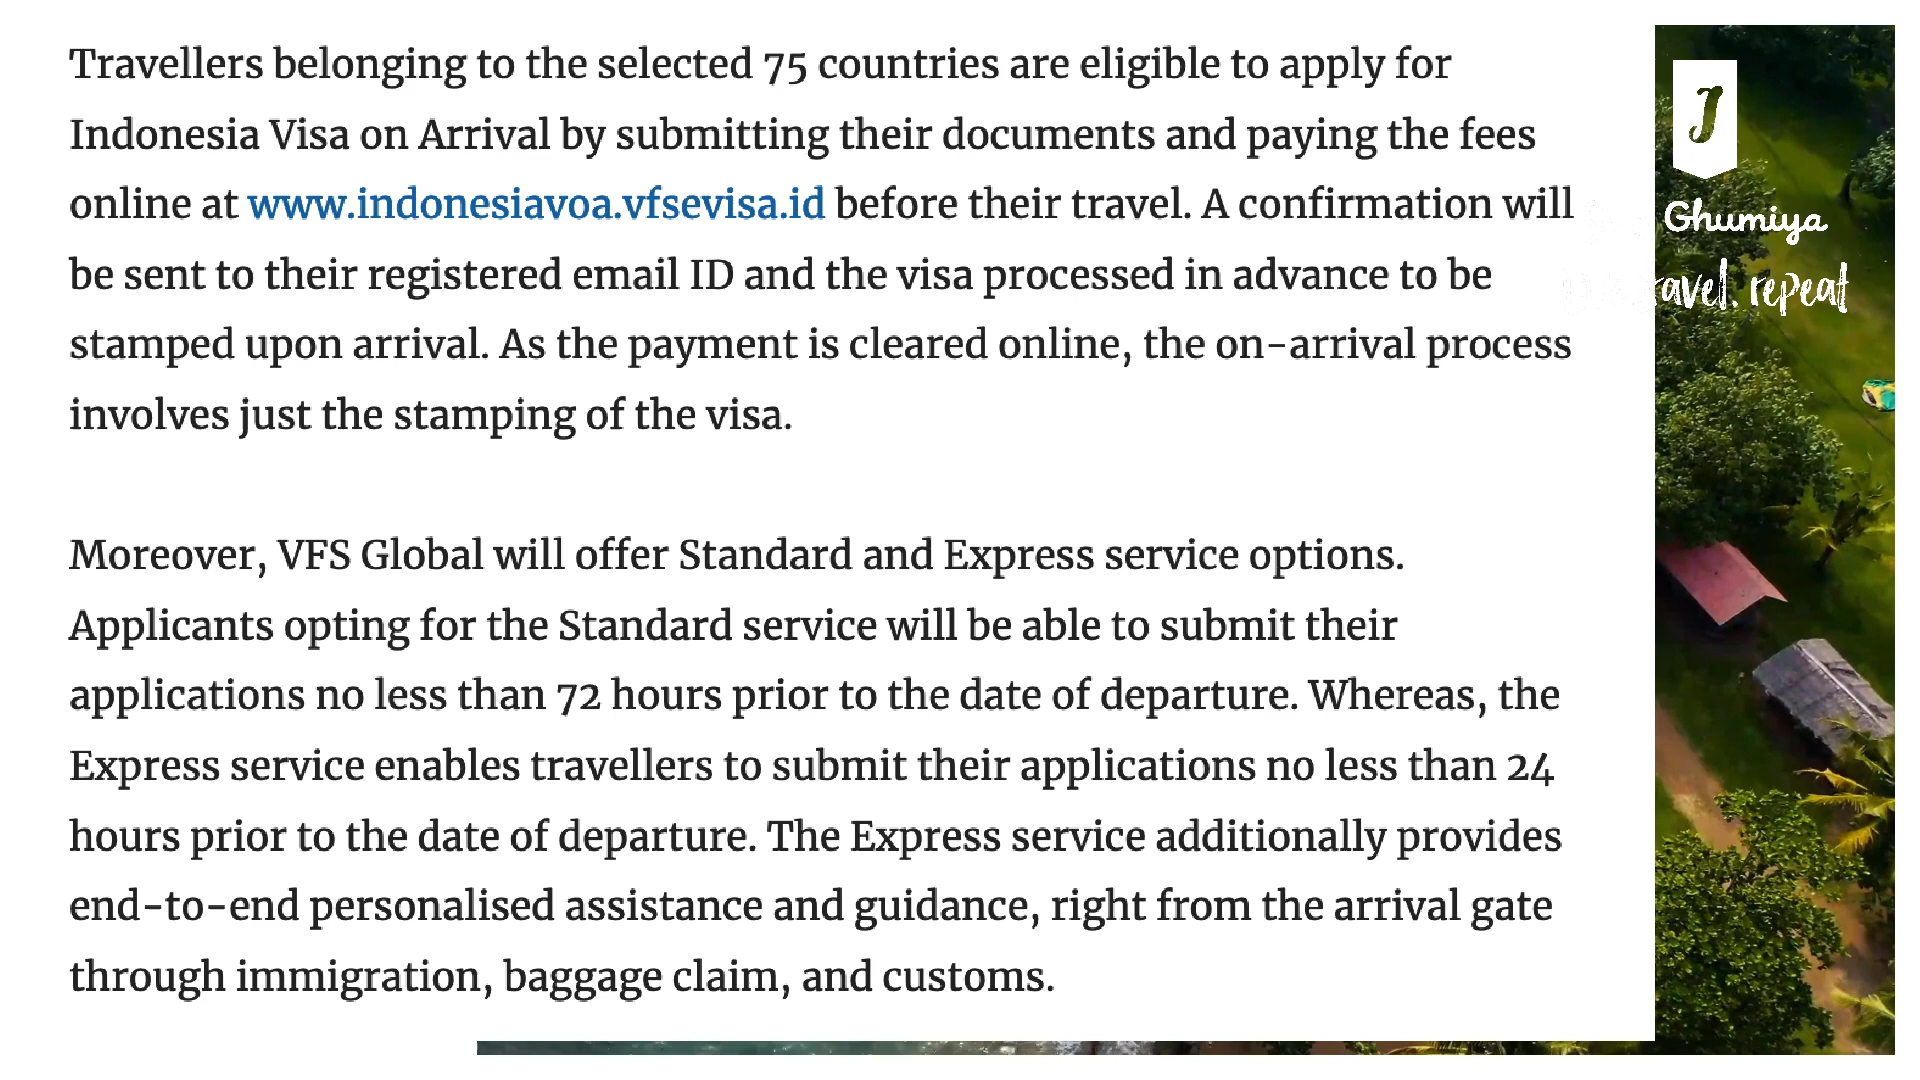 Travellers belonging to the selected 75 countries are eligible to apply for
Indonesia Visa on Arrival by submitting their documents and paying the fees
online at www.indonesiavoa.vfsevisa.id before their travel. A confirmation will
be sent to their registered email ID and the visa processed in advance to be
stamped upon arrival. As the payment is cleared online, the on-arrival process
involves just the stamping of the visa.
Moreover, VFS Global will offer Standard and Express service options.
Applicants opting for the Standard service will be able to submit their
applications no less than 72 hours prior to the date of departure. Whereas, the
Express service enables travellers to submit their applications no less than 24
hours prior to the date of departure. The Express service additionally provides
end-to-end personalised assistance and guidance, right from the arrival gate
through immigration, baggage claim, and customs.
J
Ghumiya
repeat